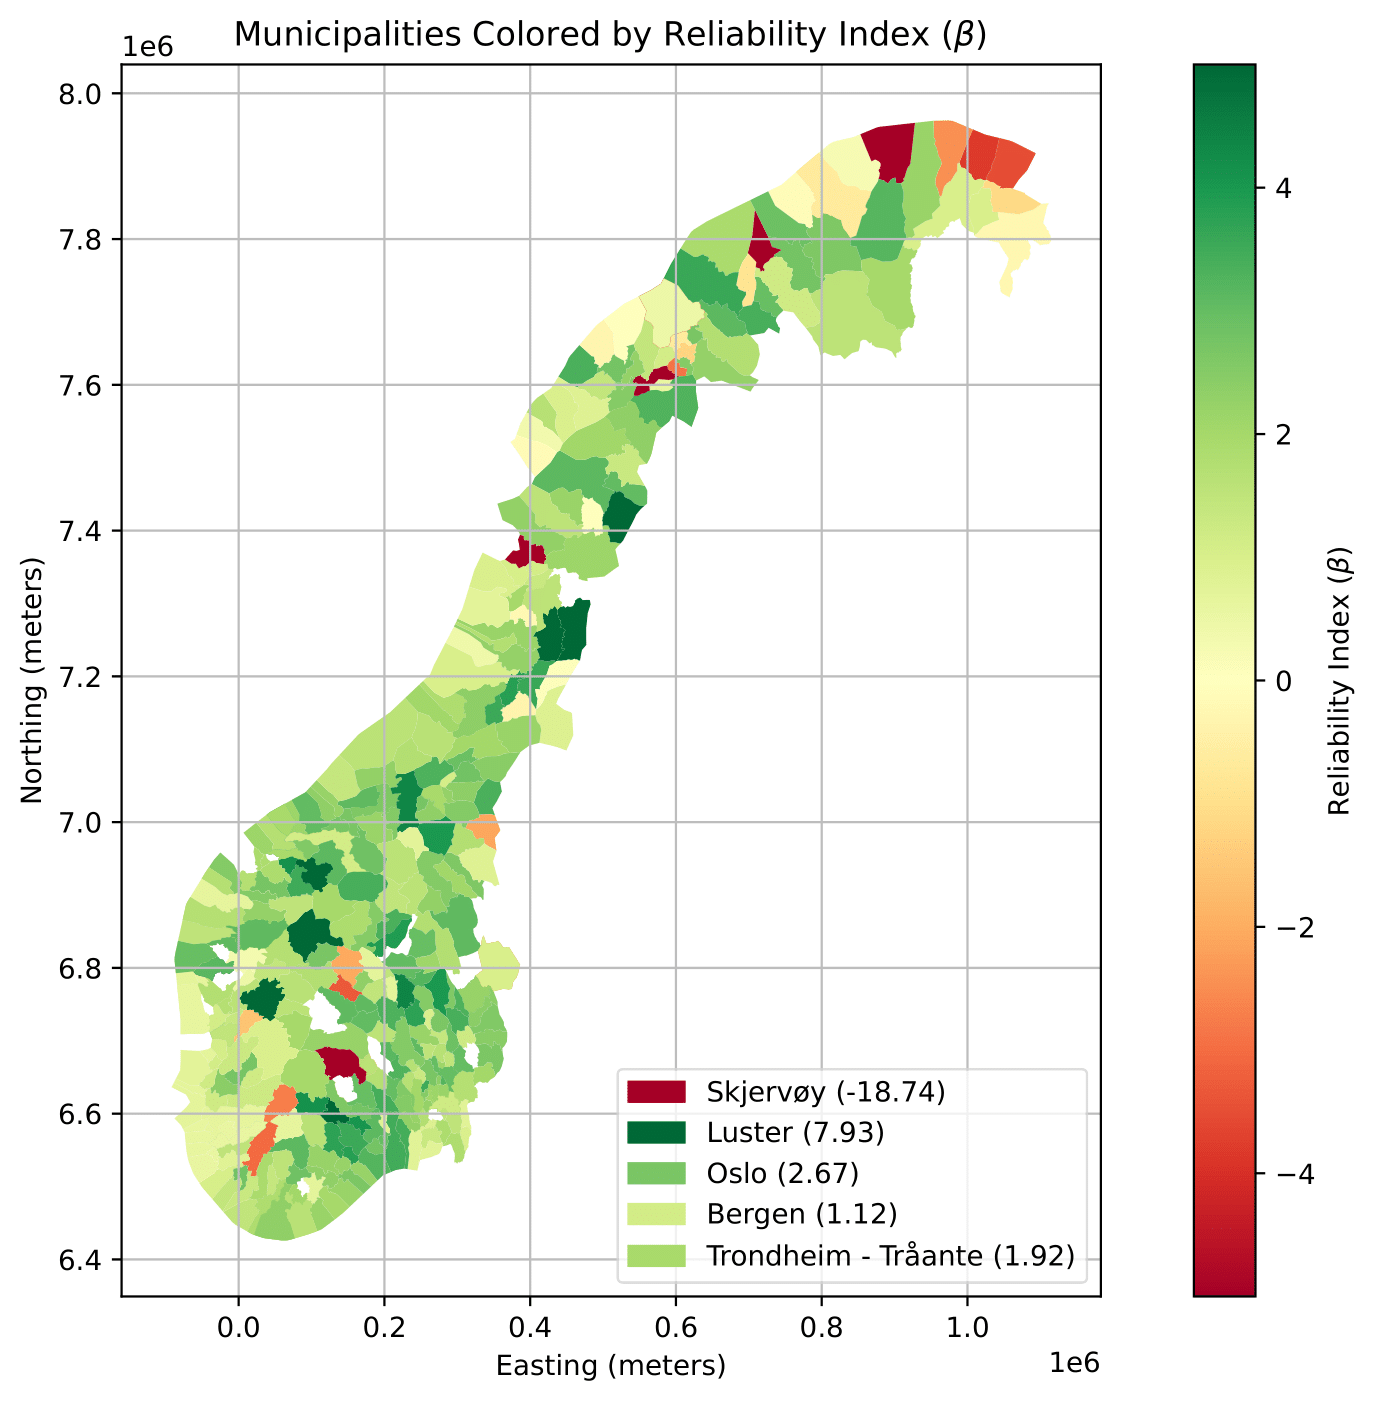 Municipalities Colored by Reliability Index (β)
1e6
8.0
7.8
7.6
7.4
7.2
7.0
6.8
6.6
6.4
Northing (meters)
0.0 0.2 0.4 0.6 0.8 1.0
1e6
Easting (meters)
Skjervøy (-18.74)
Luster (7.93)
Oslo (2.67)
Bergen (1.12)
Trondheim - Tråante (1.92)
4
2
0
−2
−4
Reliability Index (β)